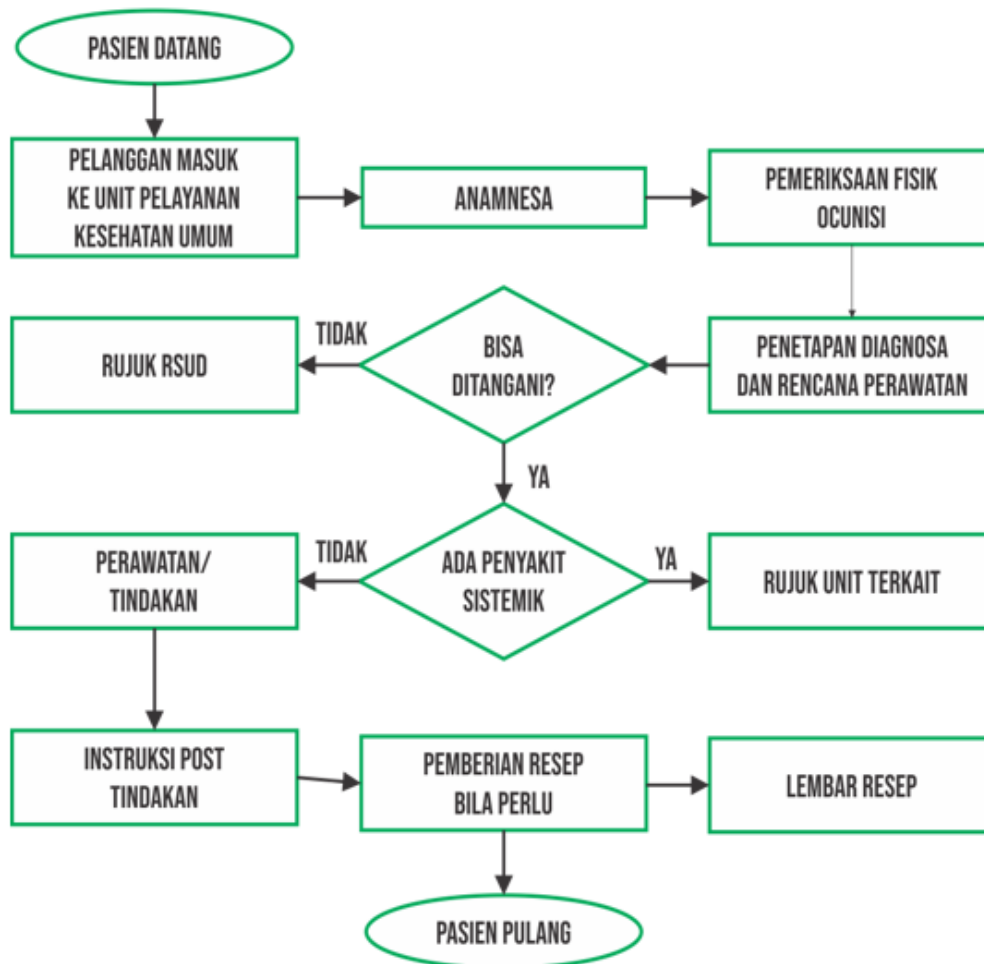 PASIEN DATANG
PELANGGAN MASUK
KE UNIT PELAYANAN
KESEHATAN UMUM
ANAMNESA
PEMERIKSAAN FISIK
OCUNISI
PENETAPAN DIAGNOSA
DAN RENCANA PERAWATAN
BISA
DITANGANI?
TIDAK
RUJUK RSUD
YA
ADA PENYAKIT
SISTEMIK
TIDAK
PERAWATAN/
TINDAKAN
YA
RUJUK UNIT TERKAIT
INSTRUKSI POST
TINDAKAN
PEMBERIAN RESEP
BILA PERLU
LEMBAR RESEP
PASIEN PULANG